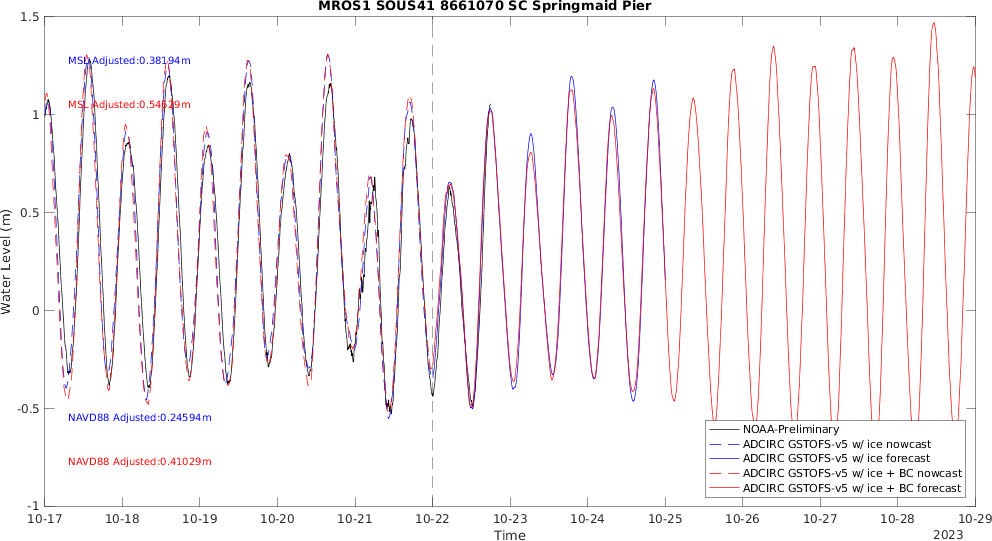 MROS1 SOUS41 8661070 SC Springmaid Pier
1.5
1
0.5
0
-0.5
-1
Water Level (m)
MSL Adjusted:0.38194m
MSL Adjusted:0.54629m
NAVD88 Adjusted:0.24594m
NAVD88 Adjusted:0.41029m
NOAA-Preliminary
ADCIRC GSTOFS-v5 w/ ice nowcast
ADCIRC GSTOFS-v5 w/ ice forecast
ADCIRC GSTOFS-v5 w/ ice + BC nowcast
ADCIRC GSTOFS-v5 w/ ice + BC forecast
10-17 10-18 10-19 10-20 10-21 10-22 10-23 10-24 10-25 10-26 10-27 10-28 10-29
Time
2023